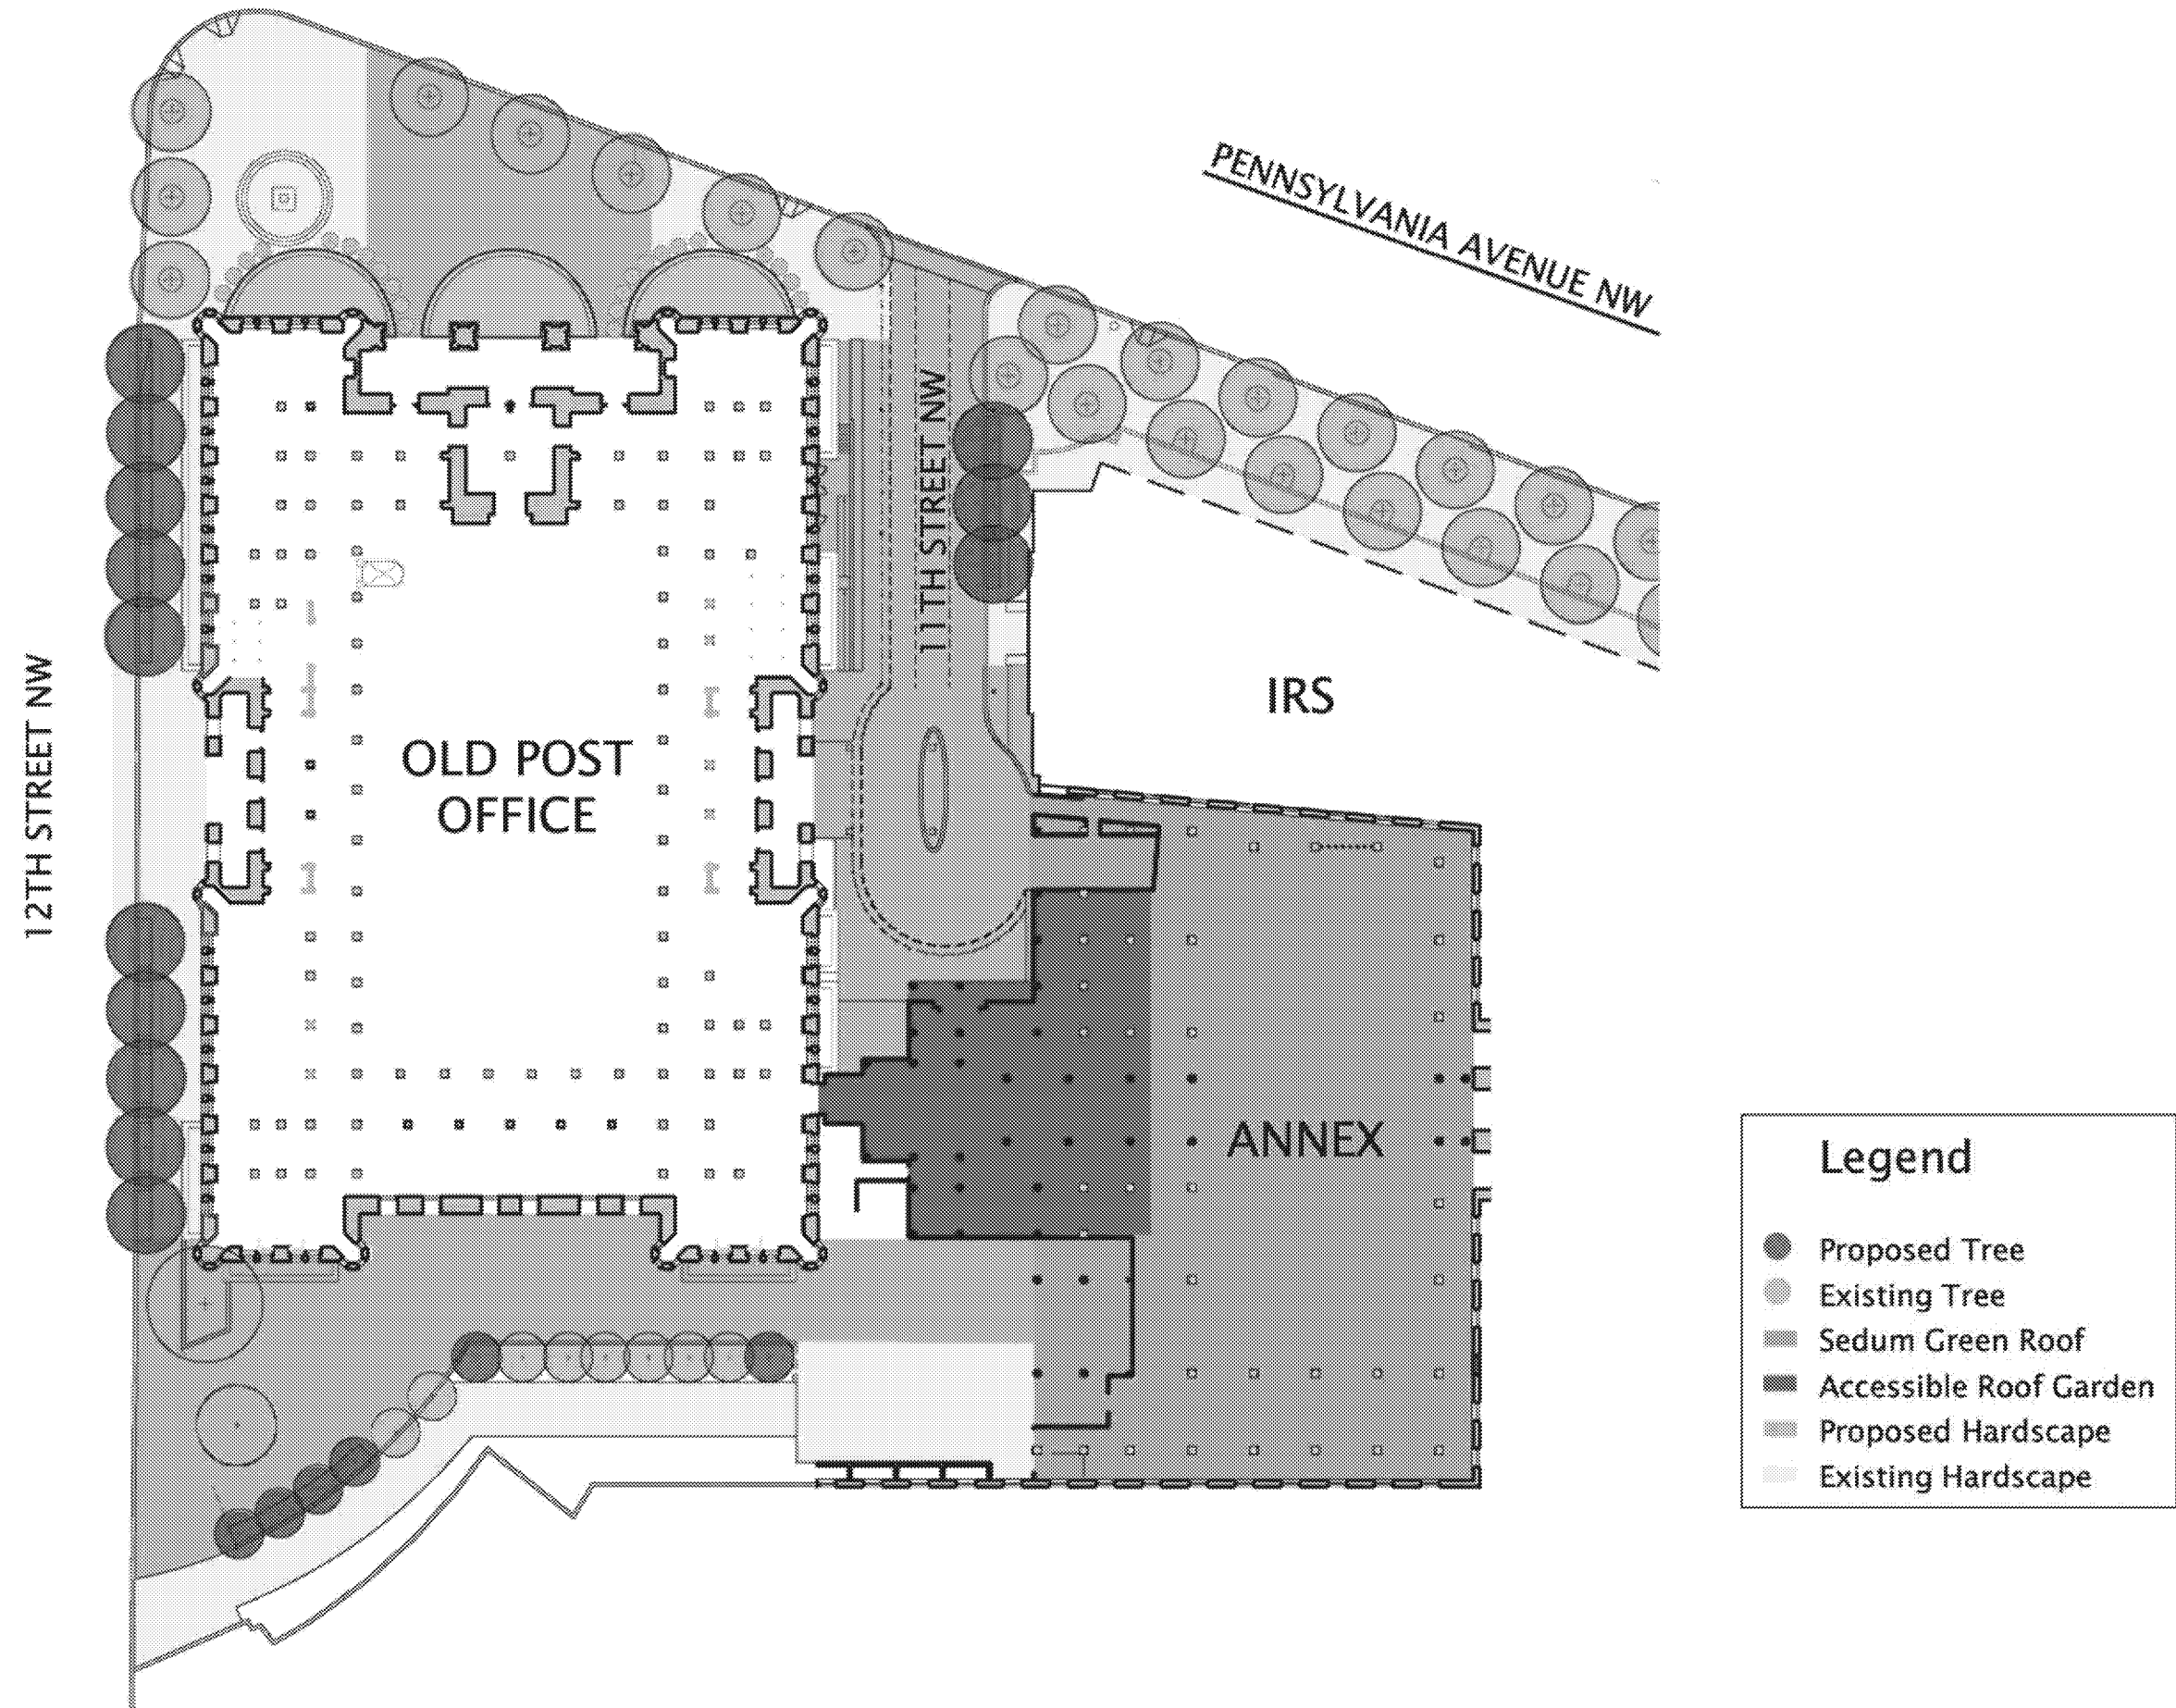 PENNSYLVANIA AVENUE NW
11TH STREET NW
IRS
12TH STREET NW
OLD POST
OFFICE
ANNEX
Legend
Proposed Tree
Existing Tree
Sedum Green Roof
Accessible Roof Garden
Proposed Hardscape
Existing Hardscape